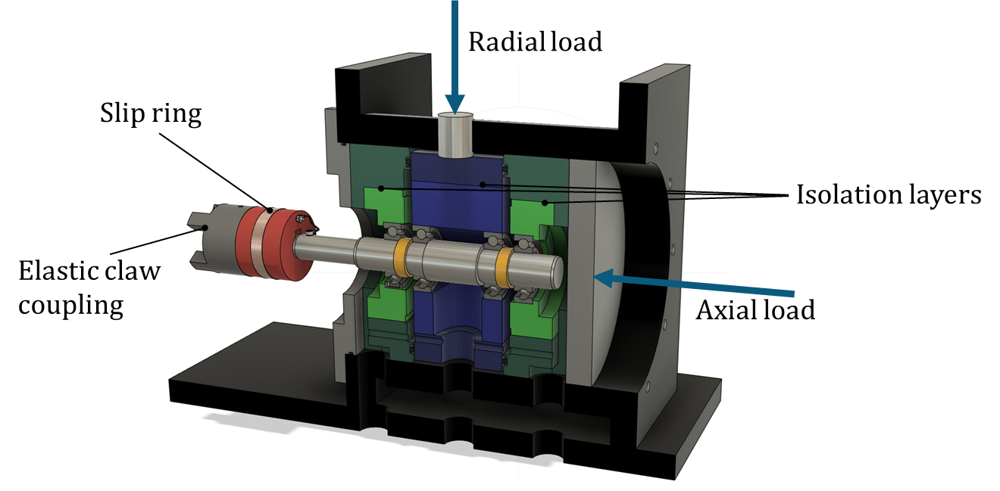 Radial load
Slip ring
Isolation layers
Elastic claw
coupling
Axial load